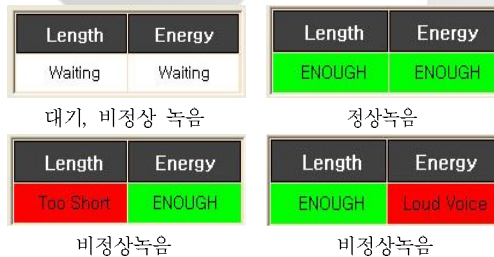 Length Energy
Waiting Waiting
대기, 비정상 녹음
Length Energy
ENOUGH ENOUGH
정상녹음
Length Energy
Too Short ENOUGH
비정상녹음
Length Energy
ENOUGH Loud Voice
비정상녹음